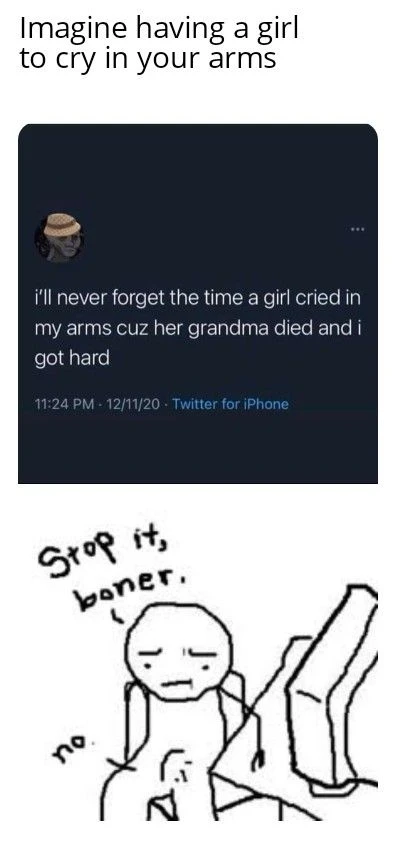 Imagine having a girl
to cry in your arms
...
i'll never forget the time a girl cried in
my arms cuz her grandma died and i
got hard
11:24 PM · 12/11/20 · Twitter for iPhone
Stop it,
boner.
no.